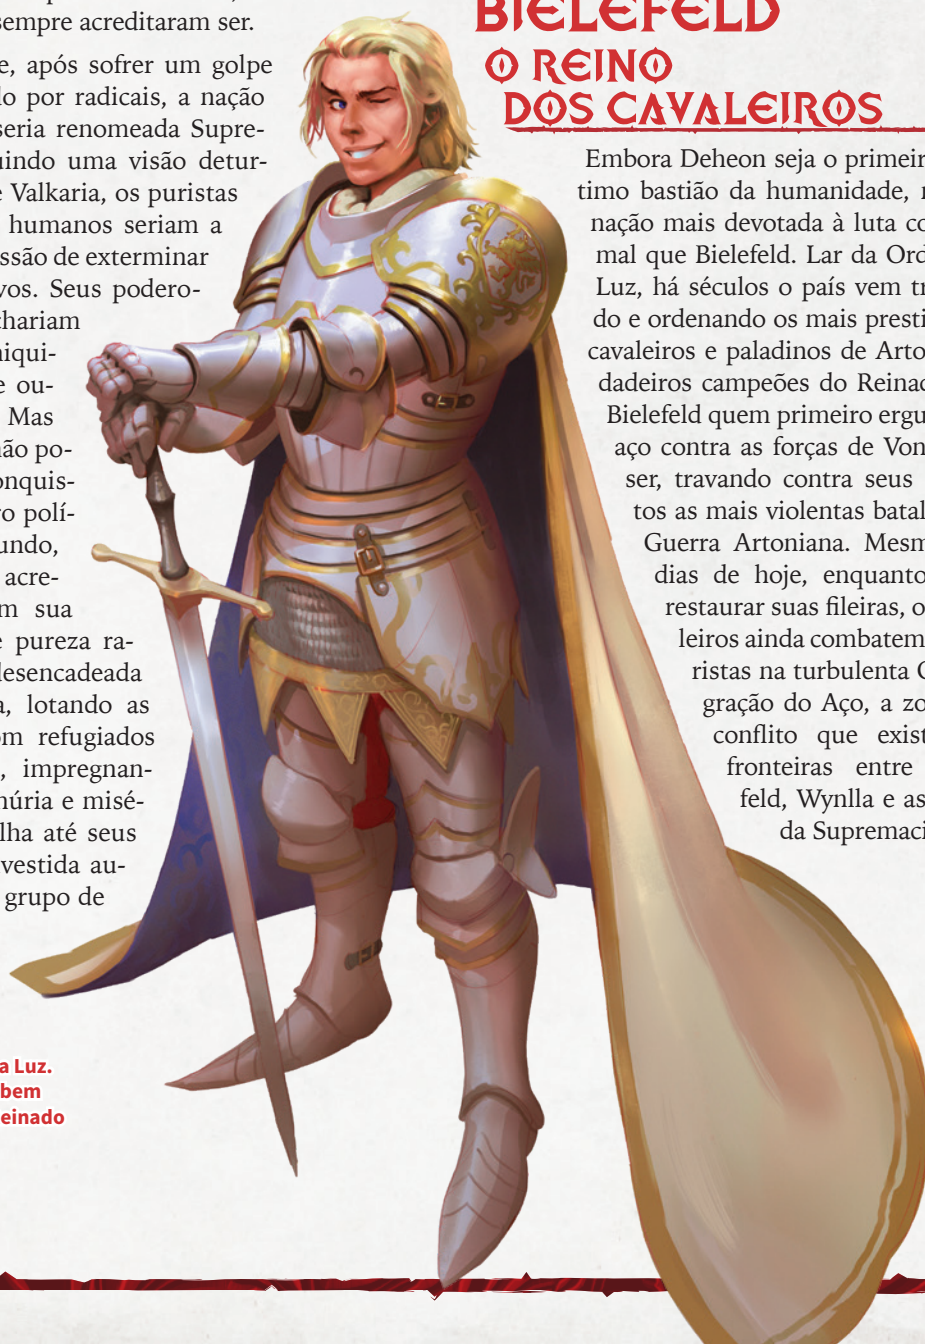 sempre acreditaram ser.
e, após sofrer um golpe
do por radicais, a nação
seria renomeada Supre-
uindo uma visão detur-
e Valkaria, os puristas
humanos seriam a
ssão de exterminar
vos. Seus podero-
chariam
niqui-
e ou-
Mas
não po-
onquis-
ro polí-
undo,
acre-
m sua
e pureza ra-
desencadeada
a, lotando as
om refugiados
, impregnan-
núria e misé-
lha até seus
vestida au-
grupo de
a Luz.
bem
einado
BIELEFELD
O REINO
DOS CAVALEIROS
Embora Deheon seja o primeir
timo bastião da humanidade, n
nação mais devotada à luta co
mal que Bielefeld. Lar da Ord
Luz, há séculos o país vem tr
do e ordenando os mais presti
cavaleiros e paladinos de Arto
dadeiros campeões do Reinad
Bielefeld quem primeiro ergu
aço contra as forças de Von
ser, travando contra seus
tos as mais violentas batal
Guerra Artoniana. Mesm
dias de hoje, enquanto
restaurar suas fileiras, o
leiros ainda combatem
ristas na turbulenta C
gração do Aço, a zo
conflito que exist
fronteiras entre
feld, Wynlla e as
da Supremaci